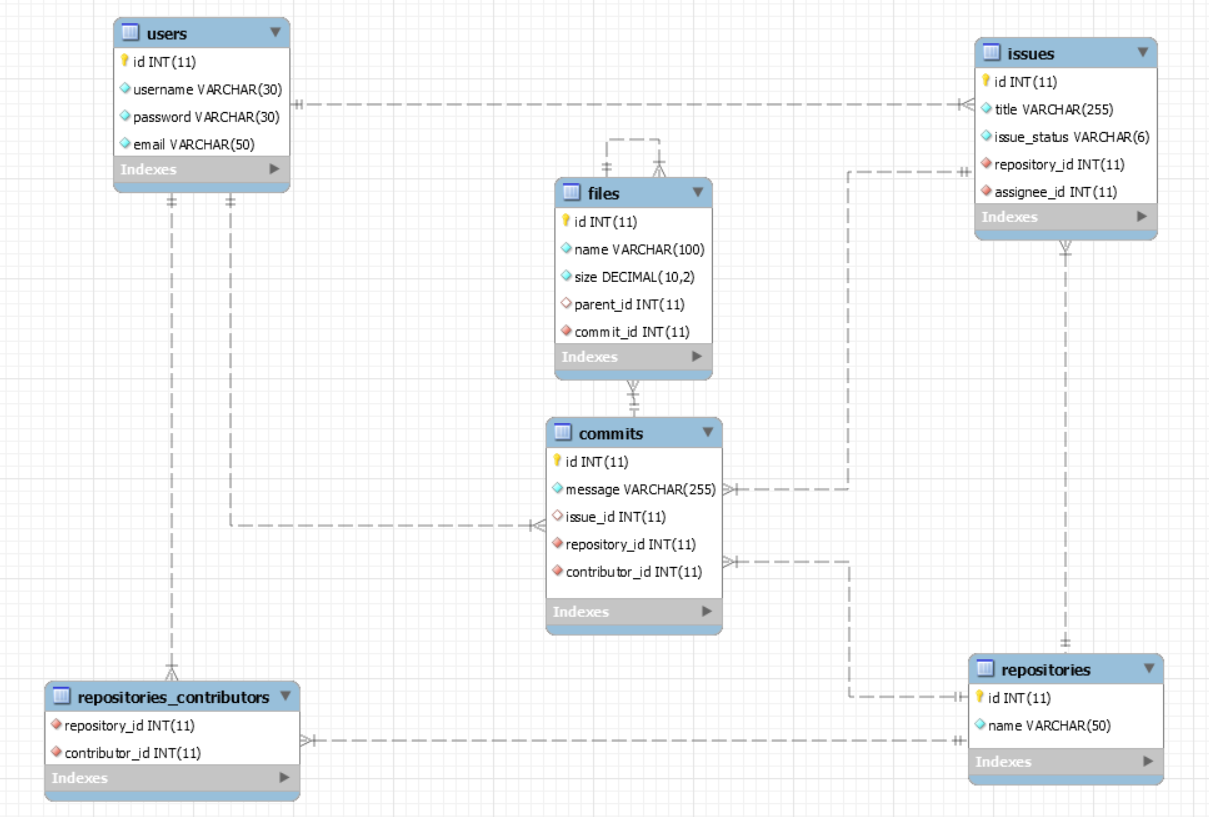 users
id INT(11)
username VARCHAR(30)
password VARCHAR(30)
email VARCHAR(50)
Indexes
issues
id INT(11)
title VARCHAR(255)
issue_status VARCHAR(6)
repository_id INT(11)
assignee_id INT(11)
Indexes
files
id INT(11)
name VARCHAR(100)
size DECIMAL(10,2)
parent_id INT(11)
commit_id INT(11)
Indexes
commits
id INT(11)
message VARCHAR(255)
issue_id INT(11)
repository_id INT(11)
contributor_id INT(11)
Indexes
repositories_contributors
repository_id INT(11)
contributor_id INT(11)
Indexes
repositories
id INT(11)
name VARCHAR(50)
Indexes